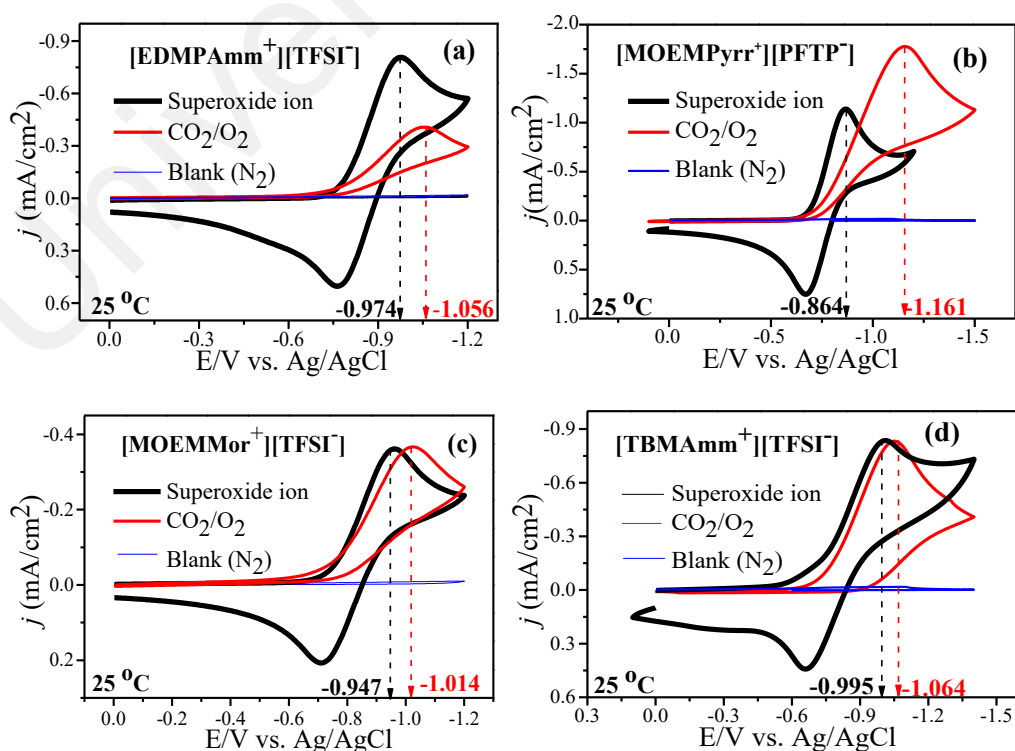 Univer
[EDMPAmm⁺][TFSI⁻] (a)
Superoxide ion
CO₂/O₂
Blank (N₂)
25 ⁰C
-0.974
-1.056
j (mA/cm2)
-0.9
-0.6
-0.3
0.0
0.3
0.6
0.0 -0.3 -0.6 -0.9 -1.2
E/V vs. Ag/AgCl
[MOEMPyrr⁺][PFTP⁻] (b)
Superoxide ion
CO₂/O₂
Blank (N₂)
25 ⁰C
-0.864
-1.161
j(mA/cm2)
-2.0
-1.5
-1.0
-0.5
0.0
0.5
1.0
0.0 -0.5 -1.0 -1.5
E/V vs. Ag/AgCl
[MOEMMor⁺][TFSI⁻] (c)
Superoxide ion
CO₂/O₂
Blank (N₂)
25 ⁰C
-0.947
-1.014
j (mA/cm2)
-0.4
-0.2
0.0
0.2
0.0 -0.2 -0.4 -0.6 -0.8 -1.0 -1.2
E/V vs. Ag/AgCl
[TBMAmm⁺][TFSI⁻] (d)
Superoxide ion
CO₂/O₂
Blank (N₂)
25 ⁰C
-0.995
-1.064
j (mA/cm2)
-0.9
-0.6
-0.3
0.0
0.3
0.6
0.3 0.0 -0.3 -0.6 -0.9 -1.2 -1.5
E/V vs. Ag/AgCl